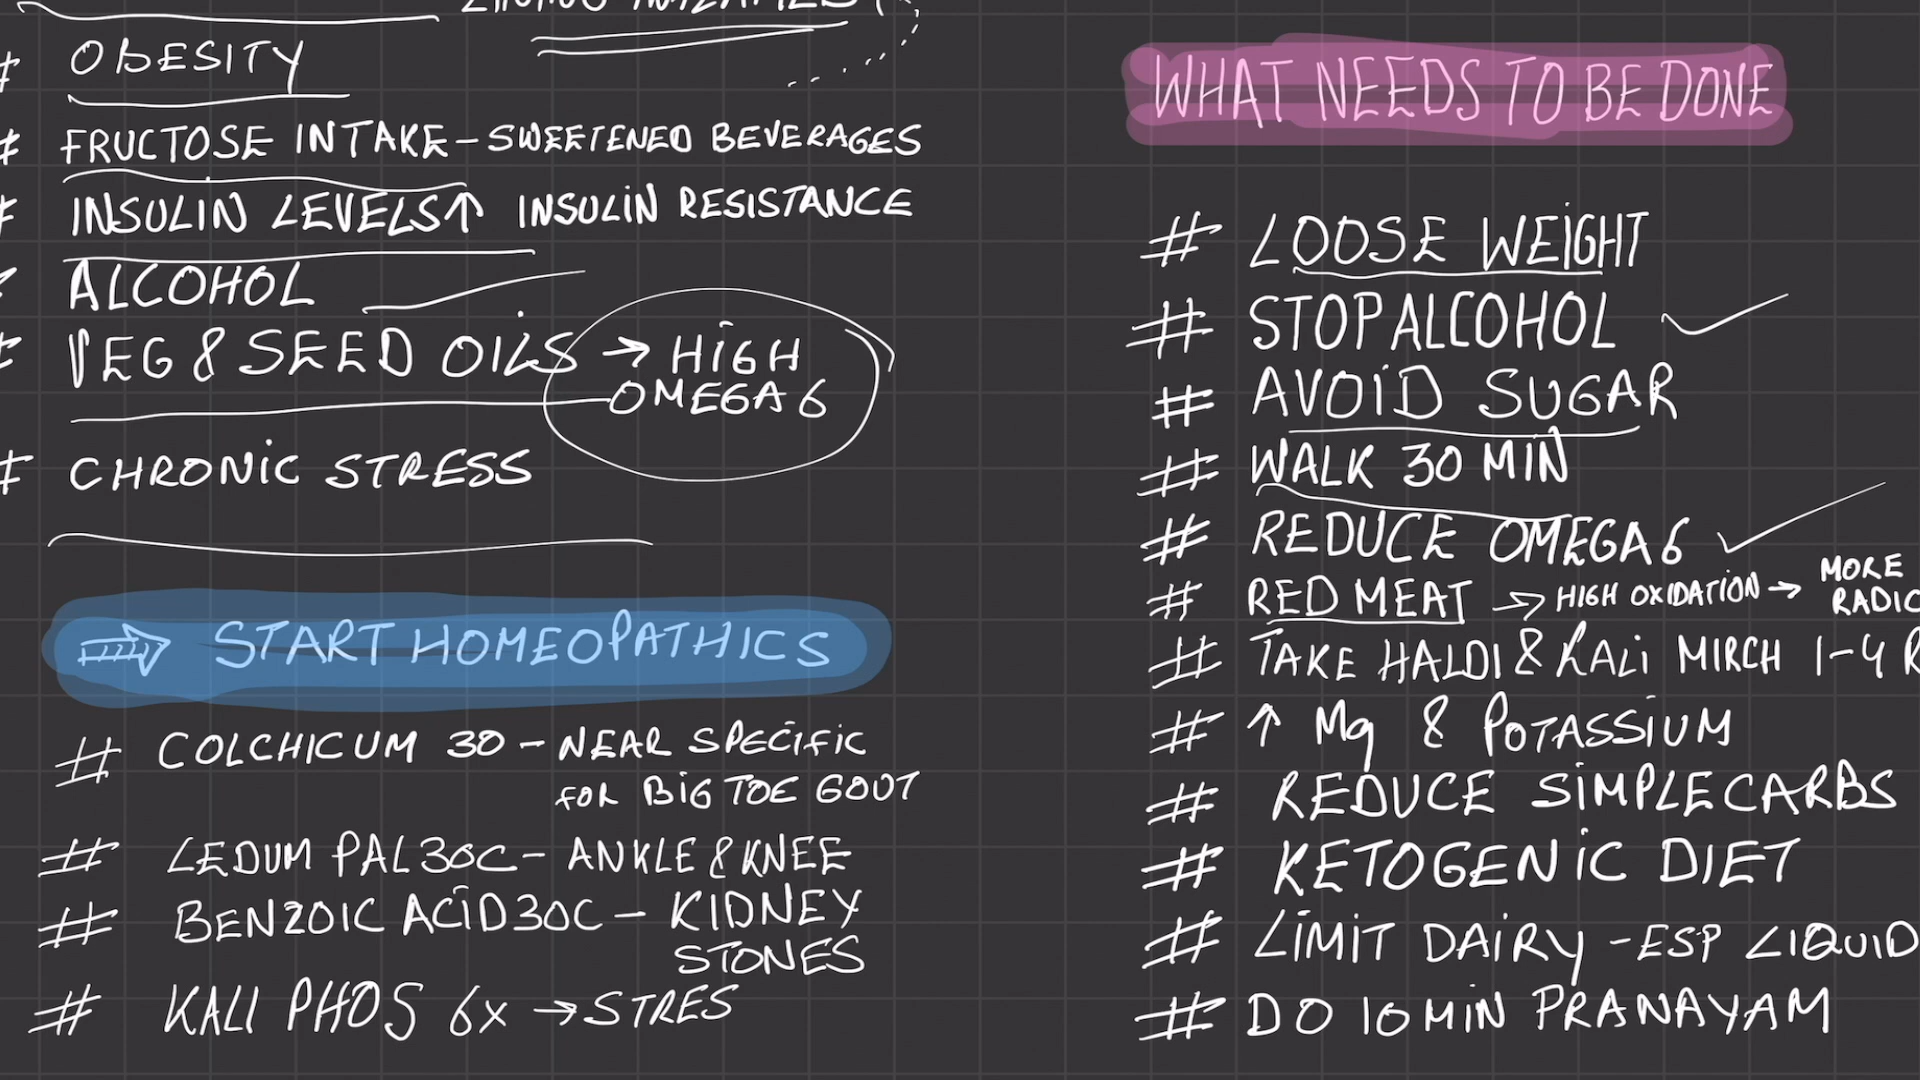 # OBESITY
# FRUCTOSE INTAKE - SWEETENED BEVERAGES
# INSULIN LEVELS↑ INSULIN RESISTANCE
# ALCOHOL
# VEG & SEED OILS → HIGH
OMEGA 6
# CHRONIC STRESS
START HOMEOPATHICS
# COLCHICUM 30 - NEAR SPECIFIC
FOR BIG TOE GOUT
# LEDUM PAL 30C - ANKLE & KNEE
# BENZOIC ACID 30C - KIDNEY
STONES
# KALI PHOS 6x → STRES
WHAT NEEDS TO BE DONE
# LOOSE WEIGHT
# STOP ALCOHOL
# AVOID SUGAR
# WALK 30 MIN
# REDUCE OMEGA 6
# RED MEAT → HIGH OXIDATION → MORE
RADIC
# TAKE HALDI & KALI MIRCH 1-4 R
# ↑ Mg & POTASSIUM
# REDUCE SIMPLE CARBS
# KETOGENIC DIET
# LIMIT DAIRY - ESP LIQUID
# DO 10 MIN PRANAYAM